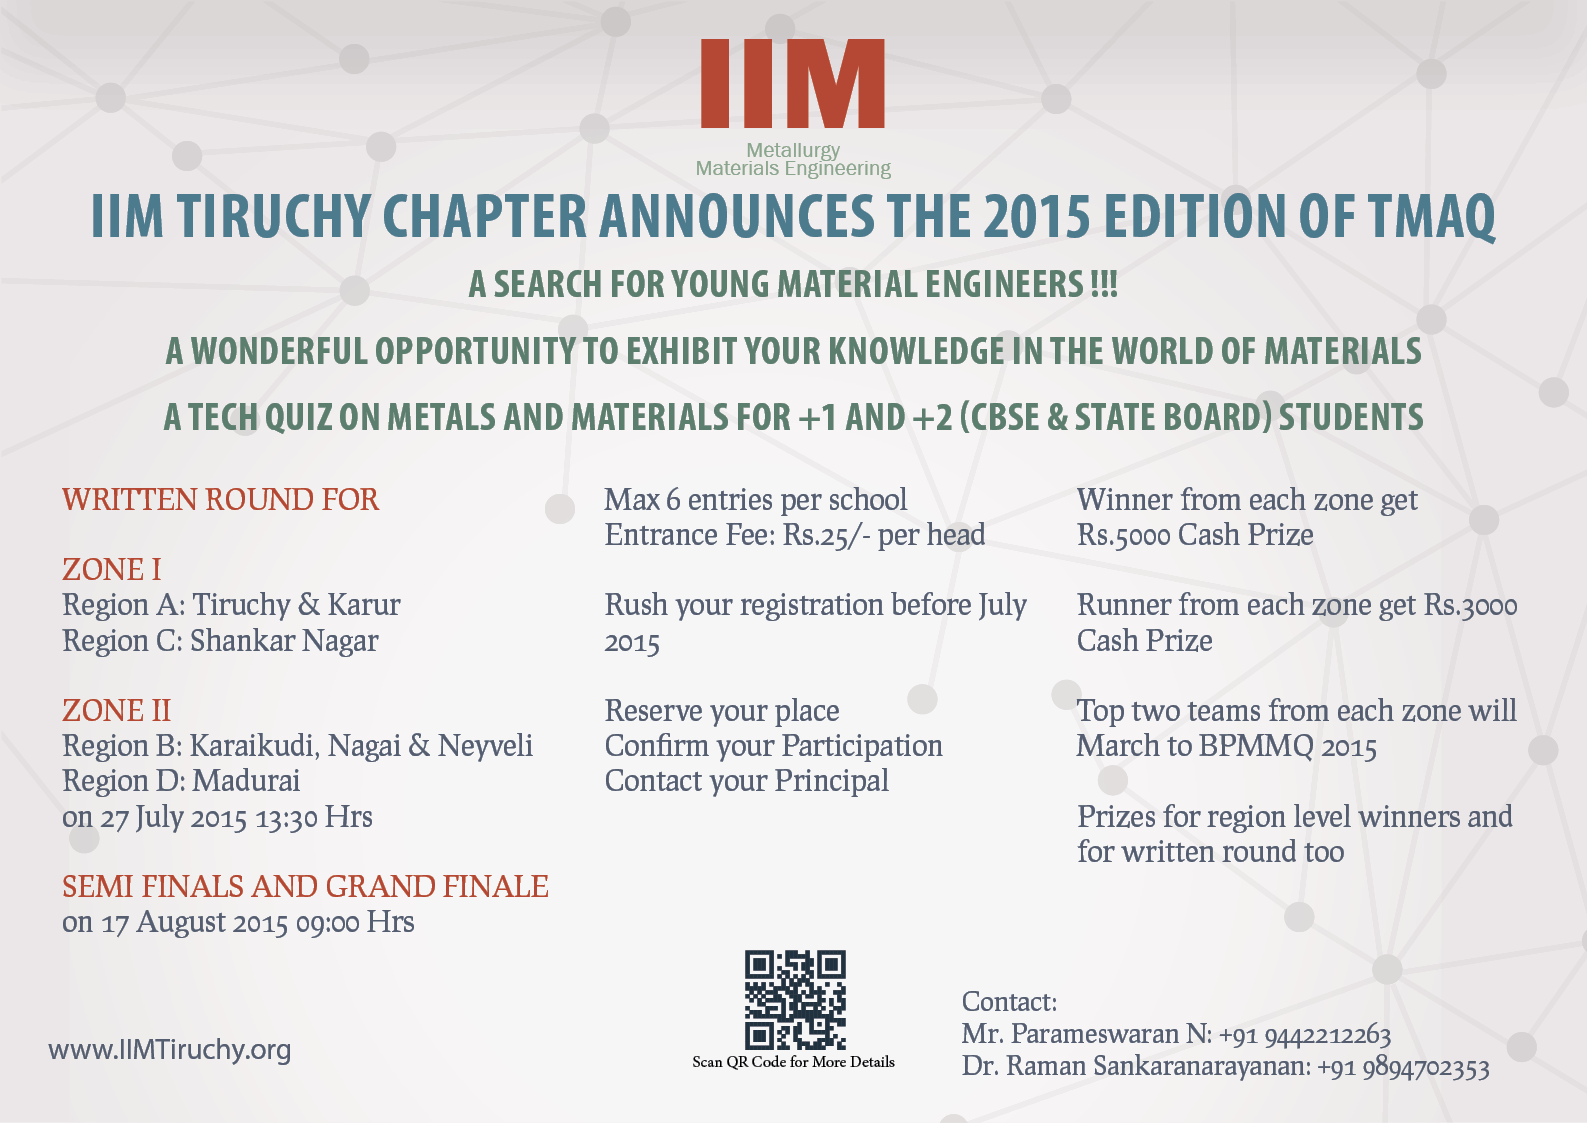 IIM
Metallurgy
Materials Engineering
IIM TIRUCHY CHAPTER ANNOUNCES THE 2015 EDITION OF TMAQ
A SEARCH FOR YOUNG MATERIAL ENGINEERS !!!
A WONDERFUL OPPORTUNITY TO EXHIBIT YOUR KNOWLEDGE IN THE WORLD OF MATERIALS
A TECH QUIZ ON METALS AND MATERIALS FOR +1 AND +2 (CBSE & STATE BOARD) STUDENTS
WRITTEN ROUND FOR
ZONE I
Region A: Tiruchy & Karur
Region C: Shankar Nagar
ZONE II
Region B: Karaikudi, Nagai & Neyveli
Region D: Madurai
on 27 July 2015 13:30 Hrs
SEMI FINALS AND GRAND FINALE
on 17 August 2015 09:00 Hrs
Max 6 entries per school
Entrance Fee: Rs.25/- per head
Rush your registration before July
2015
Reserve your place
Confirm your Participation
Contact your Principal
Winner from each zone get
Rs.5000 Cash Prize
Runner from each zone get Rs.3000
Cash Prize
Top two teams from each zone will
March to BPMMQ 2015
Prizes for region level winners and
for written round too
www.IIMTiruchy.org
Scan QR Code for More Details
Contact:
Mr. Parameswaran N: +91 9442212263
Dr. Raman Sankaranarayanan: +91 9894702353